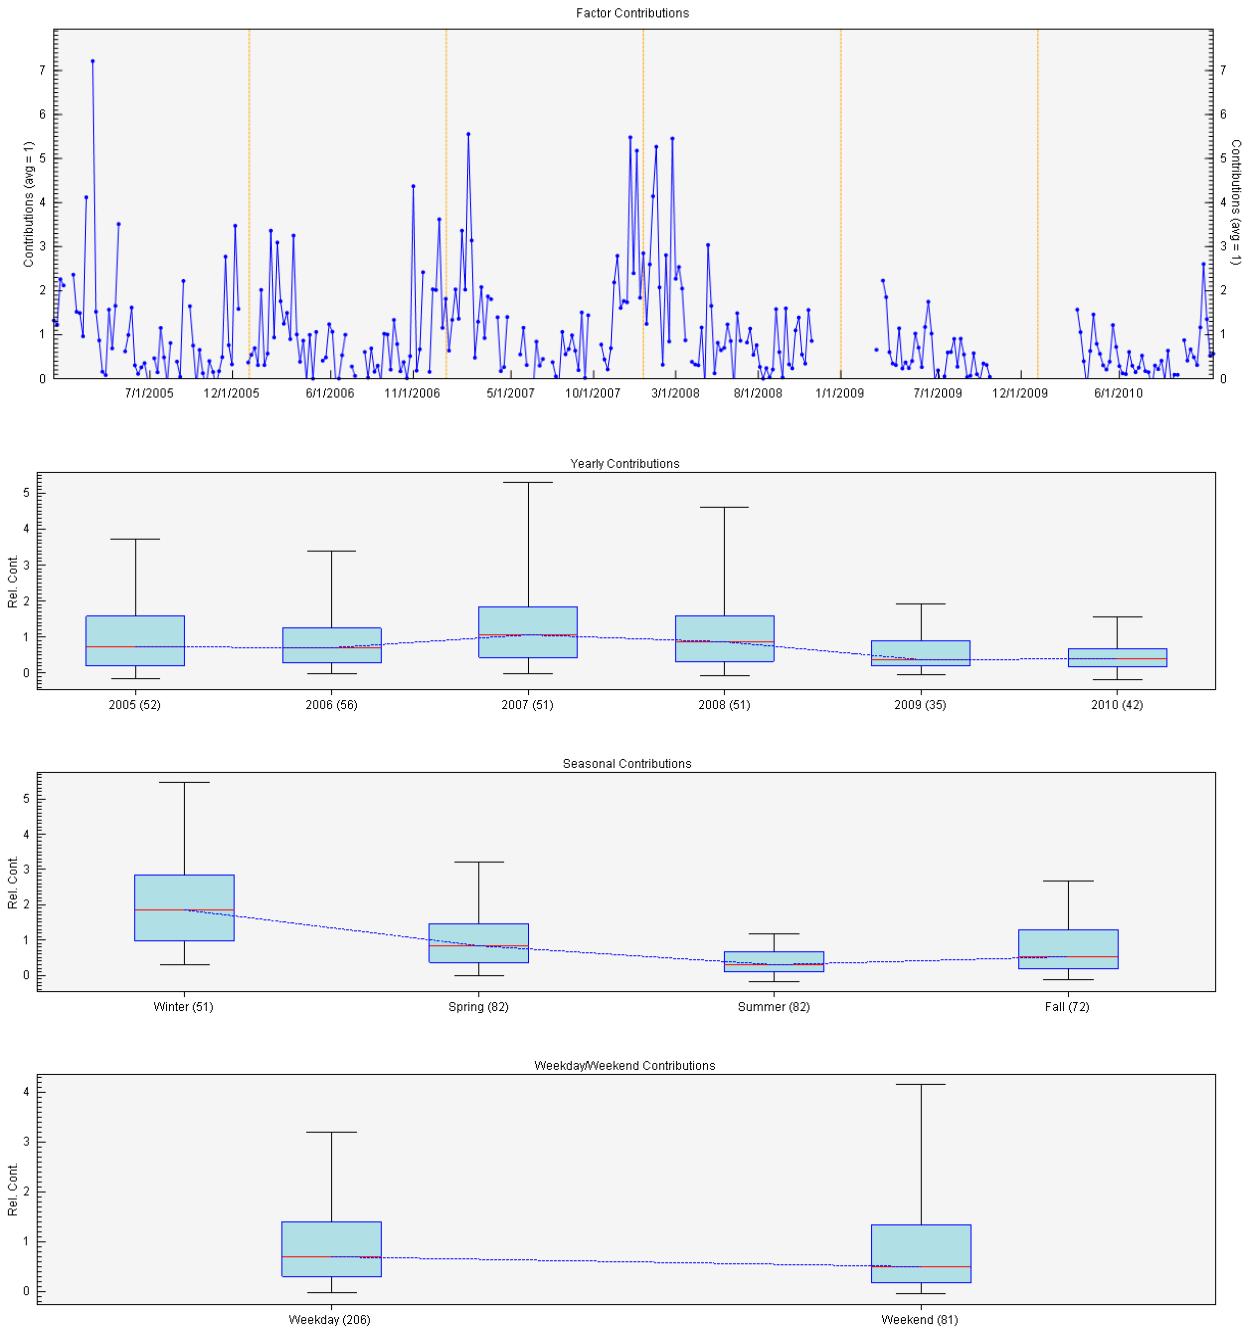 Factor Contributions
Contributions (avg = 1)
7
6
5
4
3
2
1
0
7
6
5
4
3
2
1
0
Contributions (avg = 1)
7/1/2005 12/1/2005 6/1/2006 11/1/2006 5/1/2007 10/1/2007 3/1/2008 8/1/2008 1/1/2009 7/1/2009 12/1/2009 6/1/2010
Yearly Contributions
Rel. Cont.
5
4
3
2
1
0
2005 (52) 2006 (56) 2007 (51) 2008 (51) 2009 (35) 2010 (42)
Seasonal Contributions
Rel. Cont.
5
4
3
2
1
0
Winter (51) Spring (82) Summer (82) Fall (72)
Weekday/Weekend Contributions
Rel. Cont.
4
3
2
1
0
Weekday (206) Weekend (81)